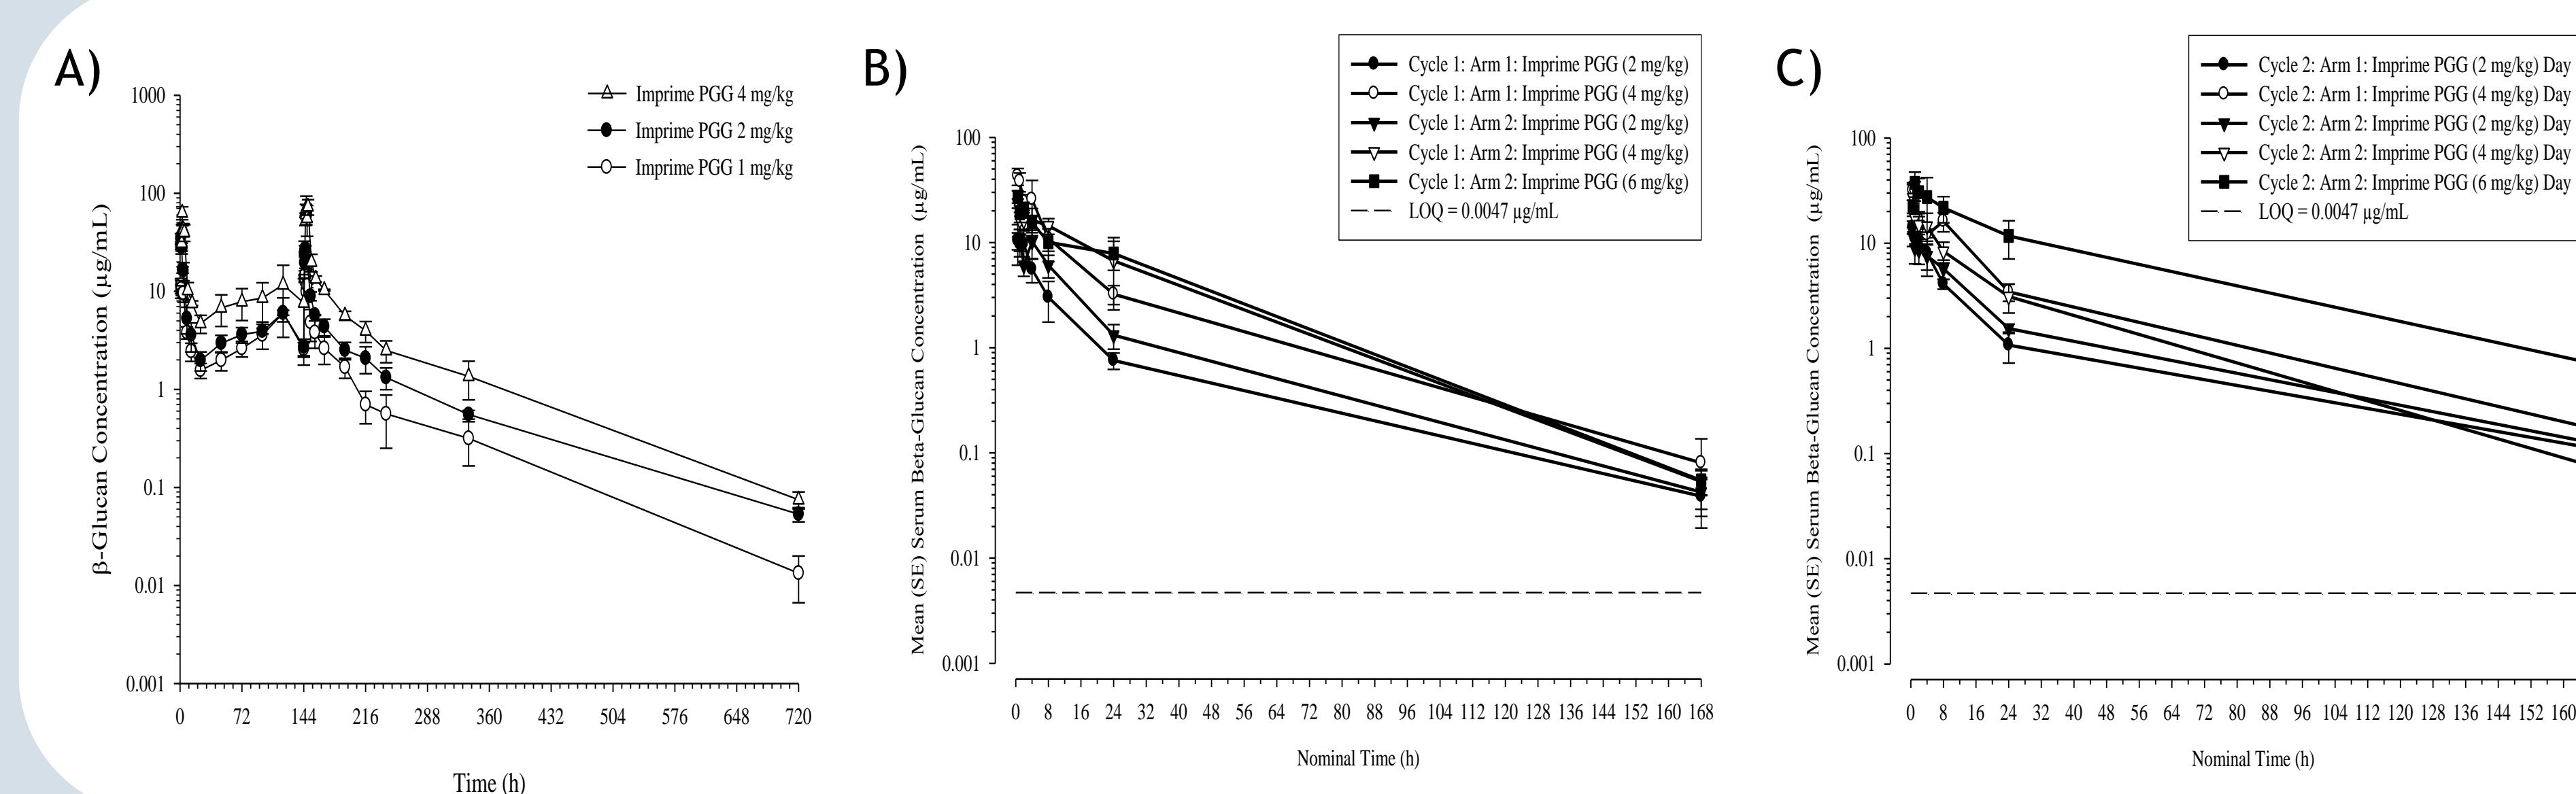 A)
β-Glucan Concentration (µg/mL)
1000
100
10
1
0.1
0.01
0.001
Imprime PGG 4 mg/kg
Imprime PGG 2 mg/kg
Imprime PGG 1 mg/kg
0 72 144 216 288 360 432 504 576 648 720
Time (h)
B)
Mean (SE) Serum Beta-Glucan Concentration (µg/mL)
100
10
1
0.1
0.01
0.001
Cycle 1: Arm 1: Imprime PGG (2 mg/kg)
Cycle 1: Arm 1: Imprime PGG (4 mg/kg)
Cycle 1: Arm 2: Imprime PGG (2 mg/kg)
Cycle 1: Arm 2: Imprime PGG (4 mg/kg)
Cycle 1: Arm 2: Imprime PGG (6 mg/kg)
LOQ = 0.0047 µg/mL
0 8 16 24 32 40 48 56 64 72 80 88 96 104 112 120 128 136 144 152 160 168
Nominal Time (h)
C)
Mean (SE) Serum Beta-Glucan Concentration (µg/mL)
100
10
1
0.1
0.01
0.001
Cycle 2: Arm 1: Imprime PGG (2 mg/kg) Day
Cycle 2: Arm 1: Imprime PGG (4 mg/kg) Day
Cycle 2: Arm 2: Imprime PGG (2 mg/kg) Day
Cycle 2: Arm 2: Imprime PGG (4 mg/kg) Day
Cycle 2: Arm 2: Imprime PGG (6 mg/kg) Day
LOQ = 0.0047 µg/mL
0 8 16 24 32 40 48 56 64 72 80 88 96 104 112 120 128 136 144 152 160
Nominal Time (h)